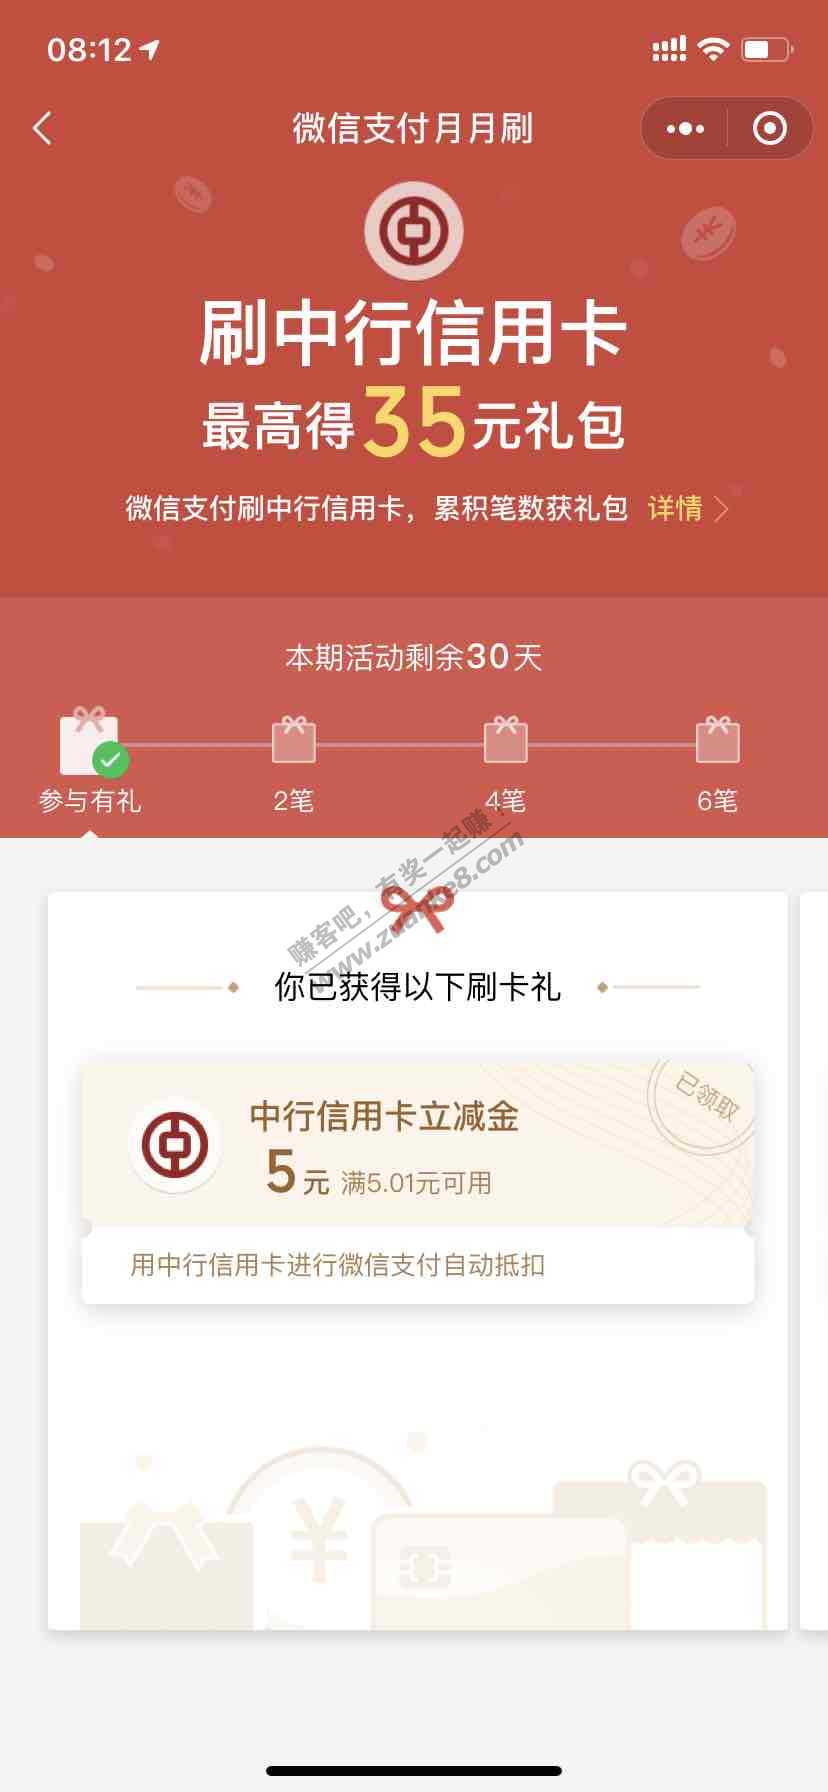 08:12
微信支付月月刷
刷中行信用卡
最高得35元礼包
微信支付刷中行信用卡，累积笔数获礼包 详情
本期活动剩余30天
参与有礼 2笔 4笔 6笔
赚客吧，有奖一起赚！
www.zuanke8.com
你已获得以下刷卡礼
已领取
中行信用卡立减金
5元 满5.01元可用
用中行信用卡进行微信支付自动抵扣